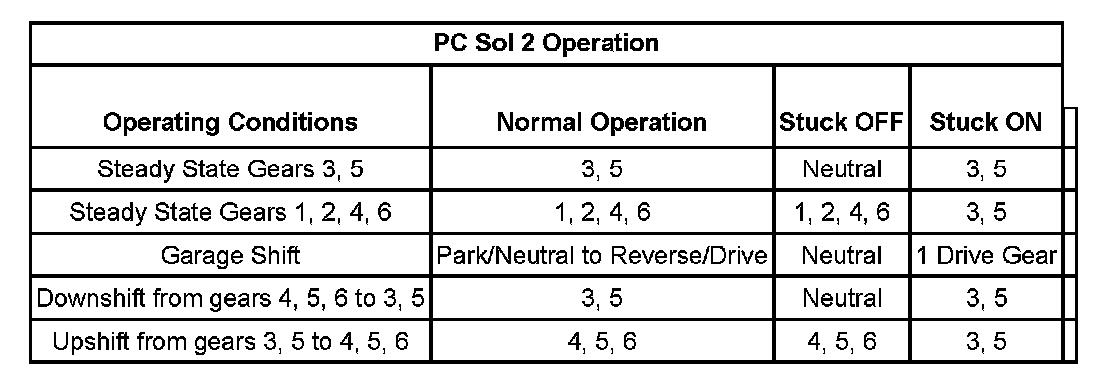 PC Sol 2 Operation
Operating Conditions Normal Operation Stuck OFF Stuck ON
Steady State Gears 3, 5 3, 5 Neutral 3, 5
Steady State Gears 1, 2, 4, 6 1, 2, 4, 6 1, 2, 4, 6 3, 5
Garage Shift Park/Neutral to Reverse/Drive Neutral 1 Drive Gear
Downshift from gears 4, 5, 6 to 3, 5 3, 5 Neutral 3, 5
Upshift from gears 3, 5 to 4, 5, 6 4, 5, 6 4, 5, 6 3, 5